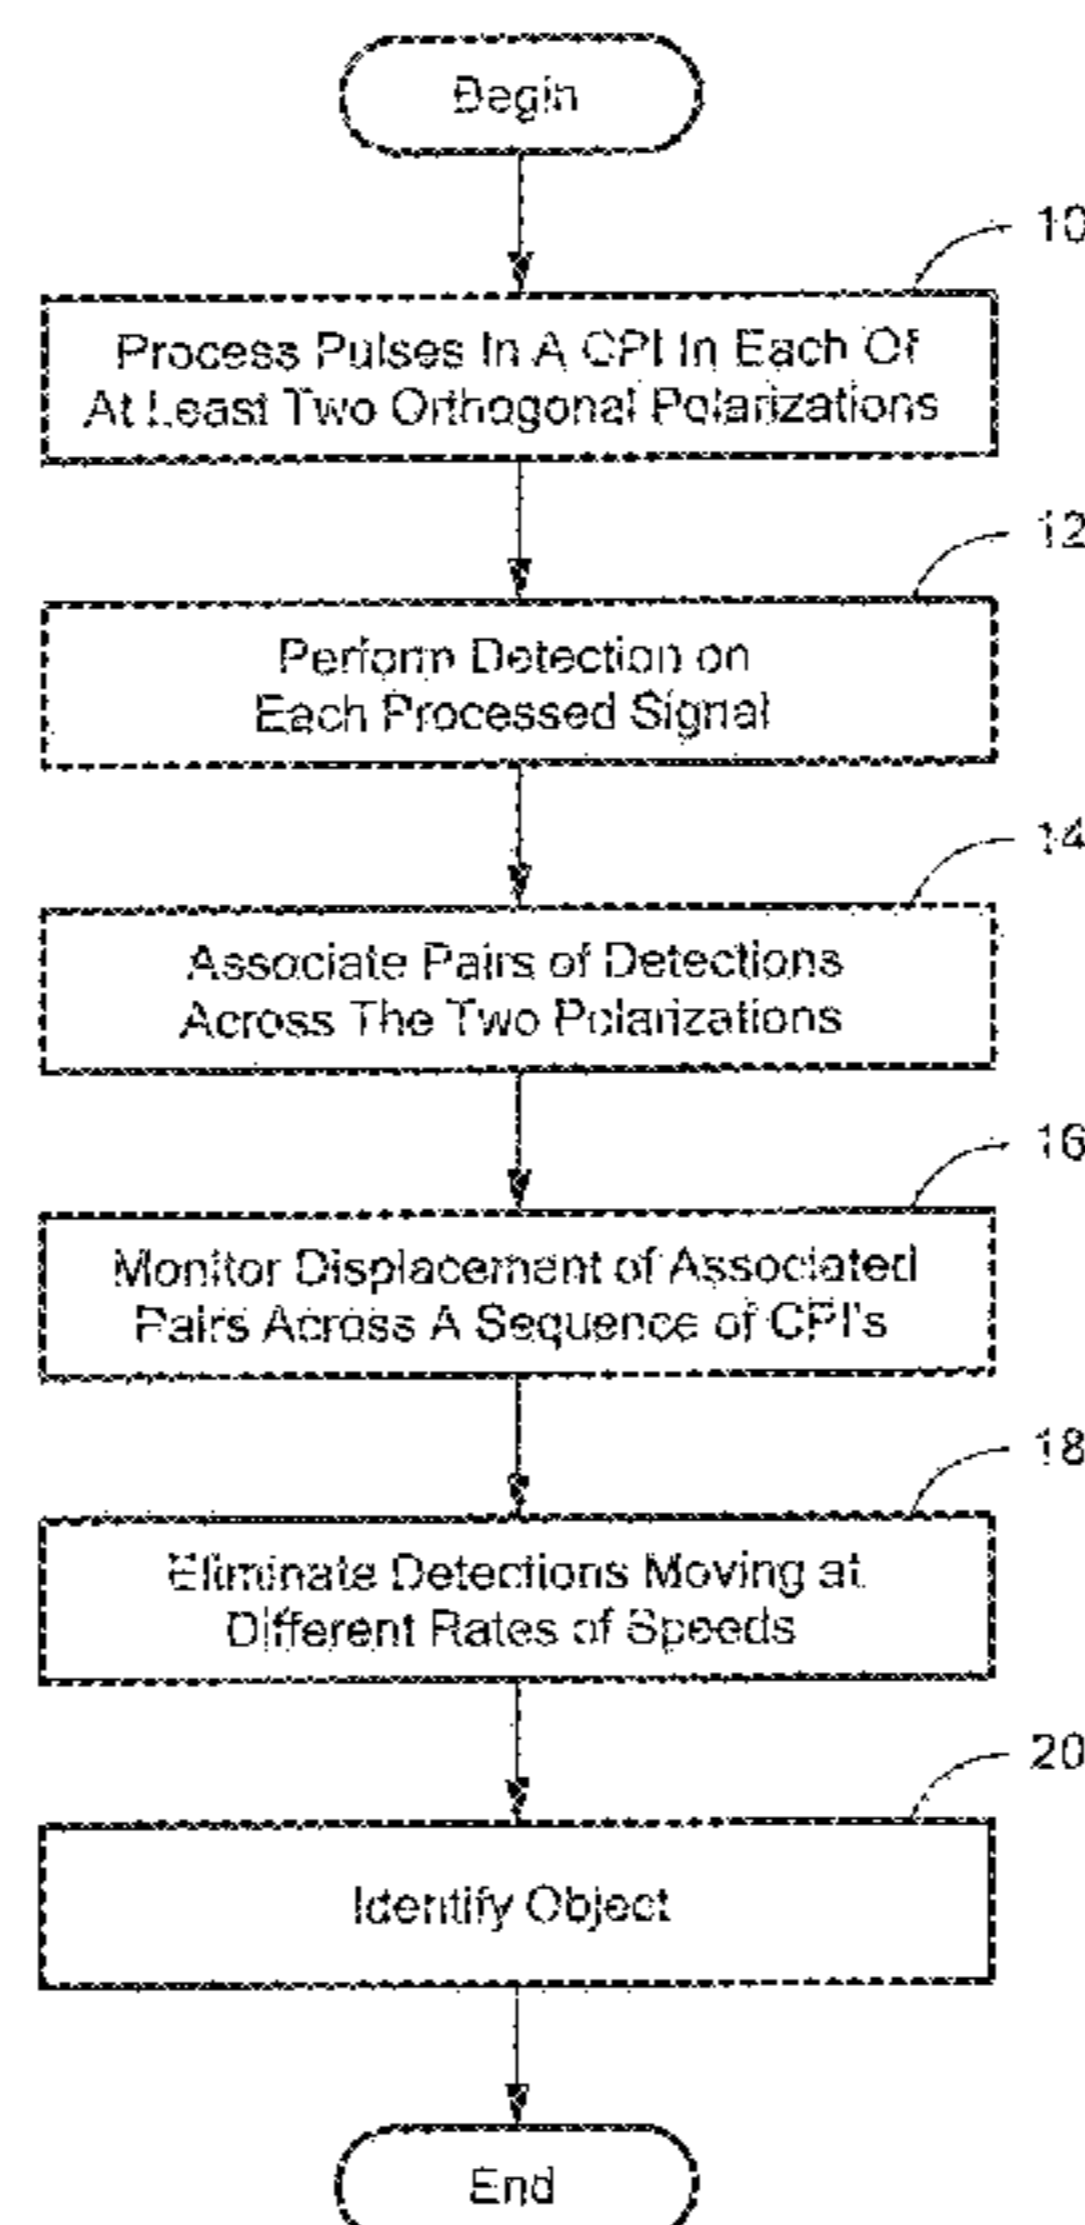 Begin
10
Process Pulses In A CPI In Each Of
At Least Two Orthogonal Polarizations
12
Perform Detection on
Each Processed Signal
14
Associate Pairs of Detections
Across The Two Polarizations
16
Monitor Displacement of Associated
Pairs Across A Sequence of CPI's
18
Eliminate Detections Moving at
Different Rates of Speeds
20
Identify Object
End